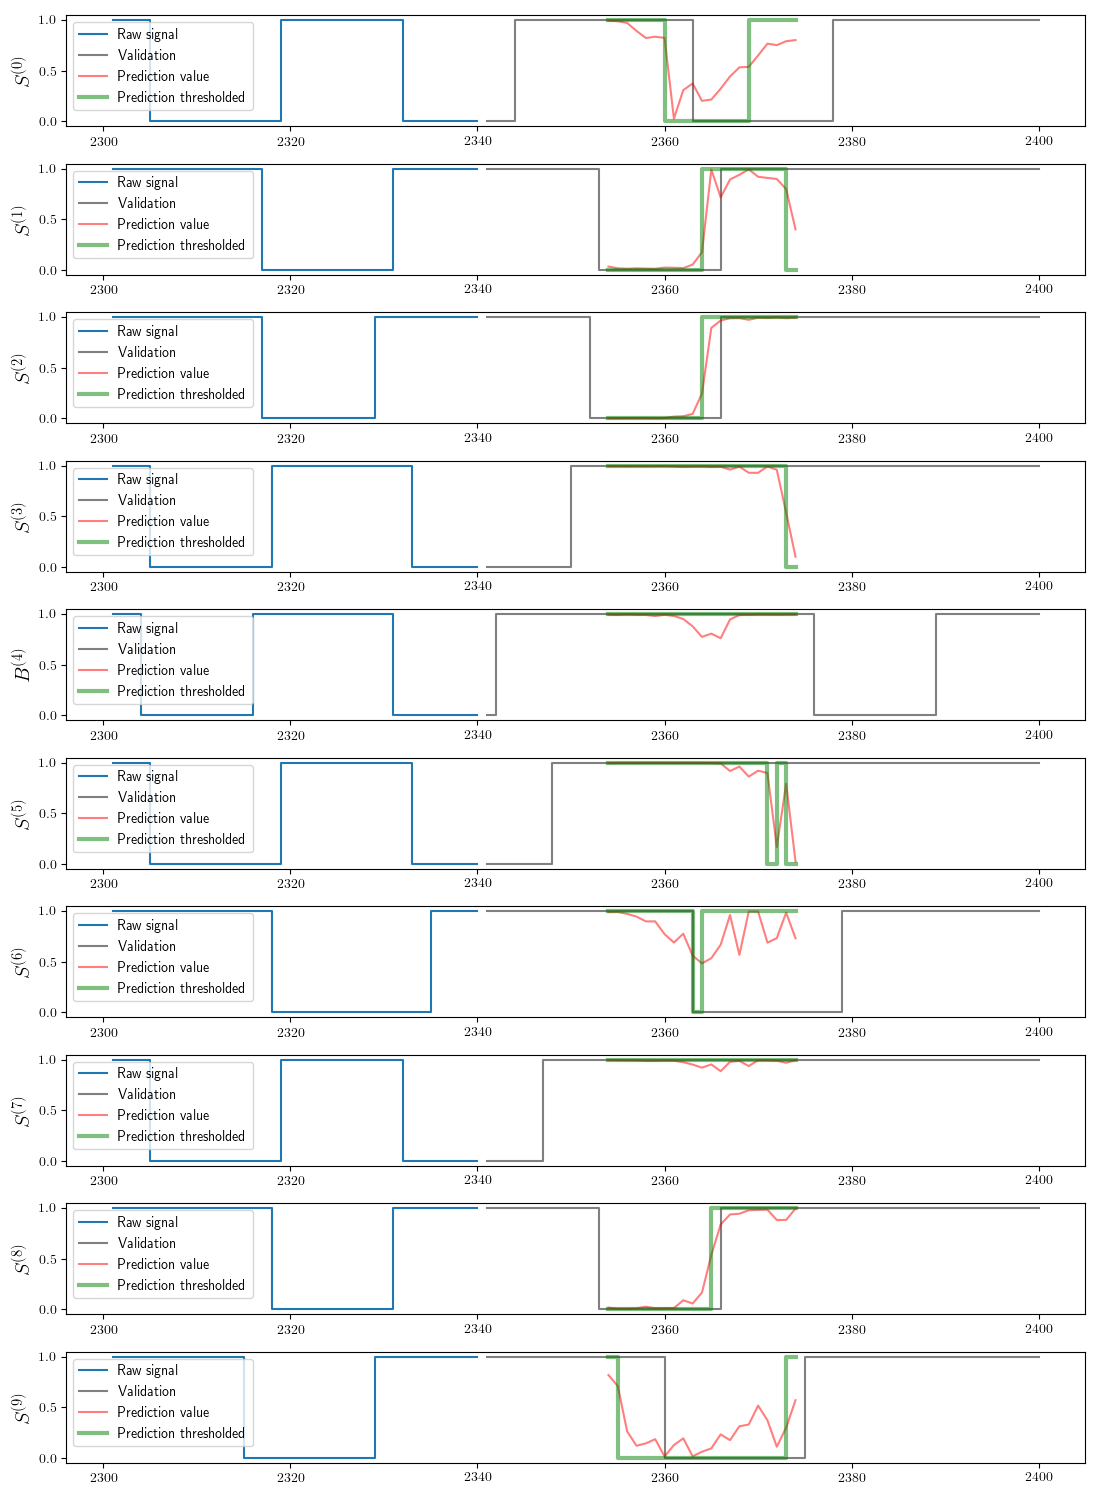 1.0
0.5
0.0
S^(0)
Raw signal
Validation
Prediction value
Prediction thresholded
2300 2320 2340 2360 2380 2400
1.0
0.5
0.0
S^(1)
Raw signal
Validation
Prediction value
Prediction thresholded
2300 2320 2340 2360 2380 2400
1.0
0.5
0.0
S^(2)
Raw signal
Validation
Prediction value
Prediction thresholded
2300 2320 2340 2360 2380 2400
1.0
0.5
0.0
S^(3)
Raw signal
Validation
Prediction value
Prediction thresholded
2300 2320 2340 2360 2380 2400
1.0
0.5
0.0
B^(4)
Raw signal
Validation
Prediction value
Prediction thresholded
2300 2320 2340 2360 2380 2400
1.0
0.5
0.0
S^(5)
Raw signal
Validation
Prediction value
Prediction thresholded
2300 2320 2340 2360 2380 2400
1.0
0.5
0.0
S^(6)
Raw signal
Validation
Prediction value
Prediction thresholded
2300 2320 2340 2360 2380 2400
1.0
0.5
0.0
S^(7)
Raw signal
Validation
Prediction value
Prediction thresholded
2300 2320 2340 2360 2380 2400
1.0
0.5
0.0
S^(8)
Raw signal
Validation
Prediction value
Prediction thresholded
2300 2320 2340 2360 2380 2400
1.0
0.5
0.0
S^(9)
Raw signal
Validation
Prediction value
Prediction thresholded
2300 2320 2340 2360 2380 2400